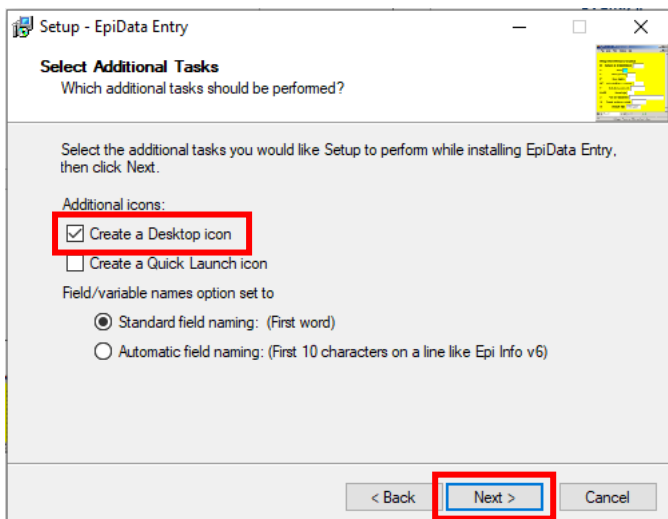 Setup - EpiData Entry
Select Additional Tasks
Which additional tasks should be performed?
Select the additional tasks you would like Setup to perform while installing EpiData Entry,
then click Next.
Additional icons:
Create a Desktop icon
Create a Quick Launch icon
Field/variable names option set to
Standard field naming: (First word)
Automatic field naming: (First 10 characters on a line like Epi Info v6)
< Back
Next >
Cancel